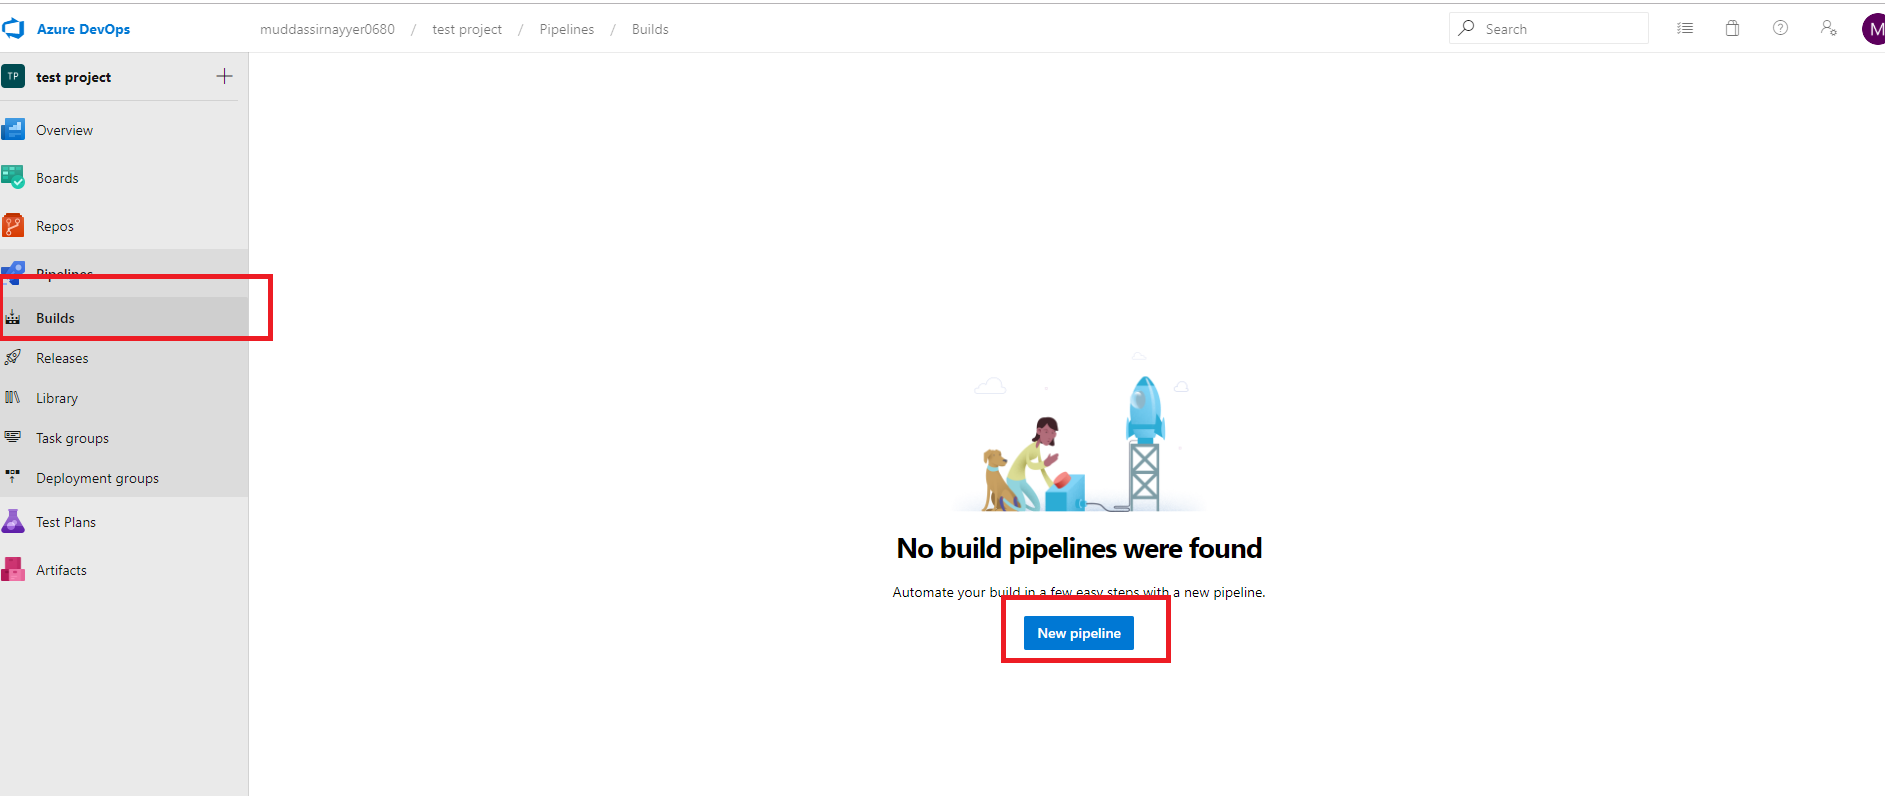 Azure DevOps
muddassirnayyer0680 / test project / Pipelines / Builds
Search
M
TP test project
Overview
Boards
Repos
Pipelines
Builds
Releases
Library
Task groups
Deployment groups
Test Plans
Artifacts
No build pipelines were found
Automate your build in a few easy steps with a new pipeline.
New pipeline